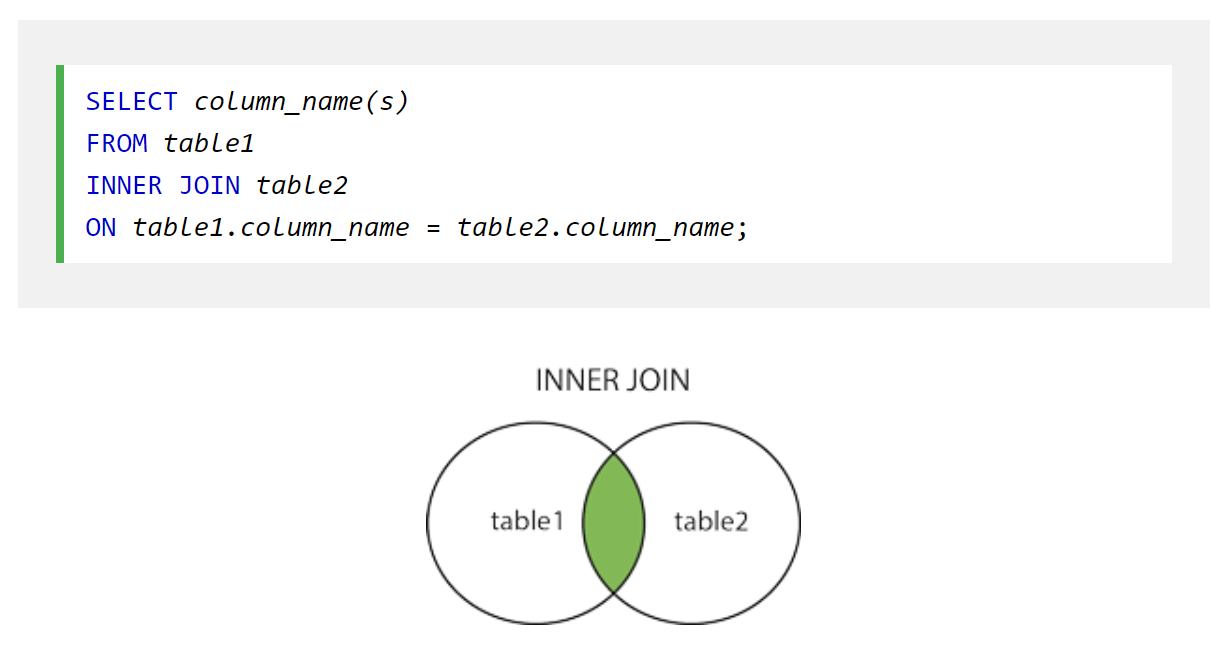 SELECT column_name(s)
FROM table1
INNER JOIN table2
ON table1.column_name = table2.column_name;
INNER JOIN
table1
table2